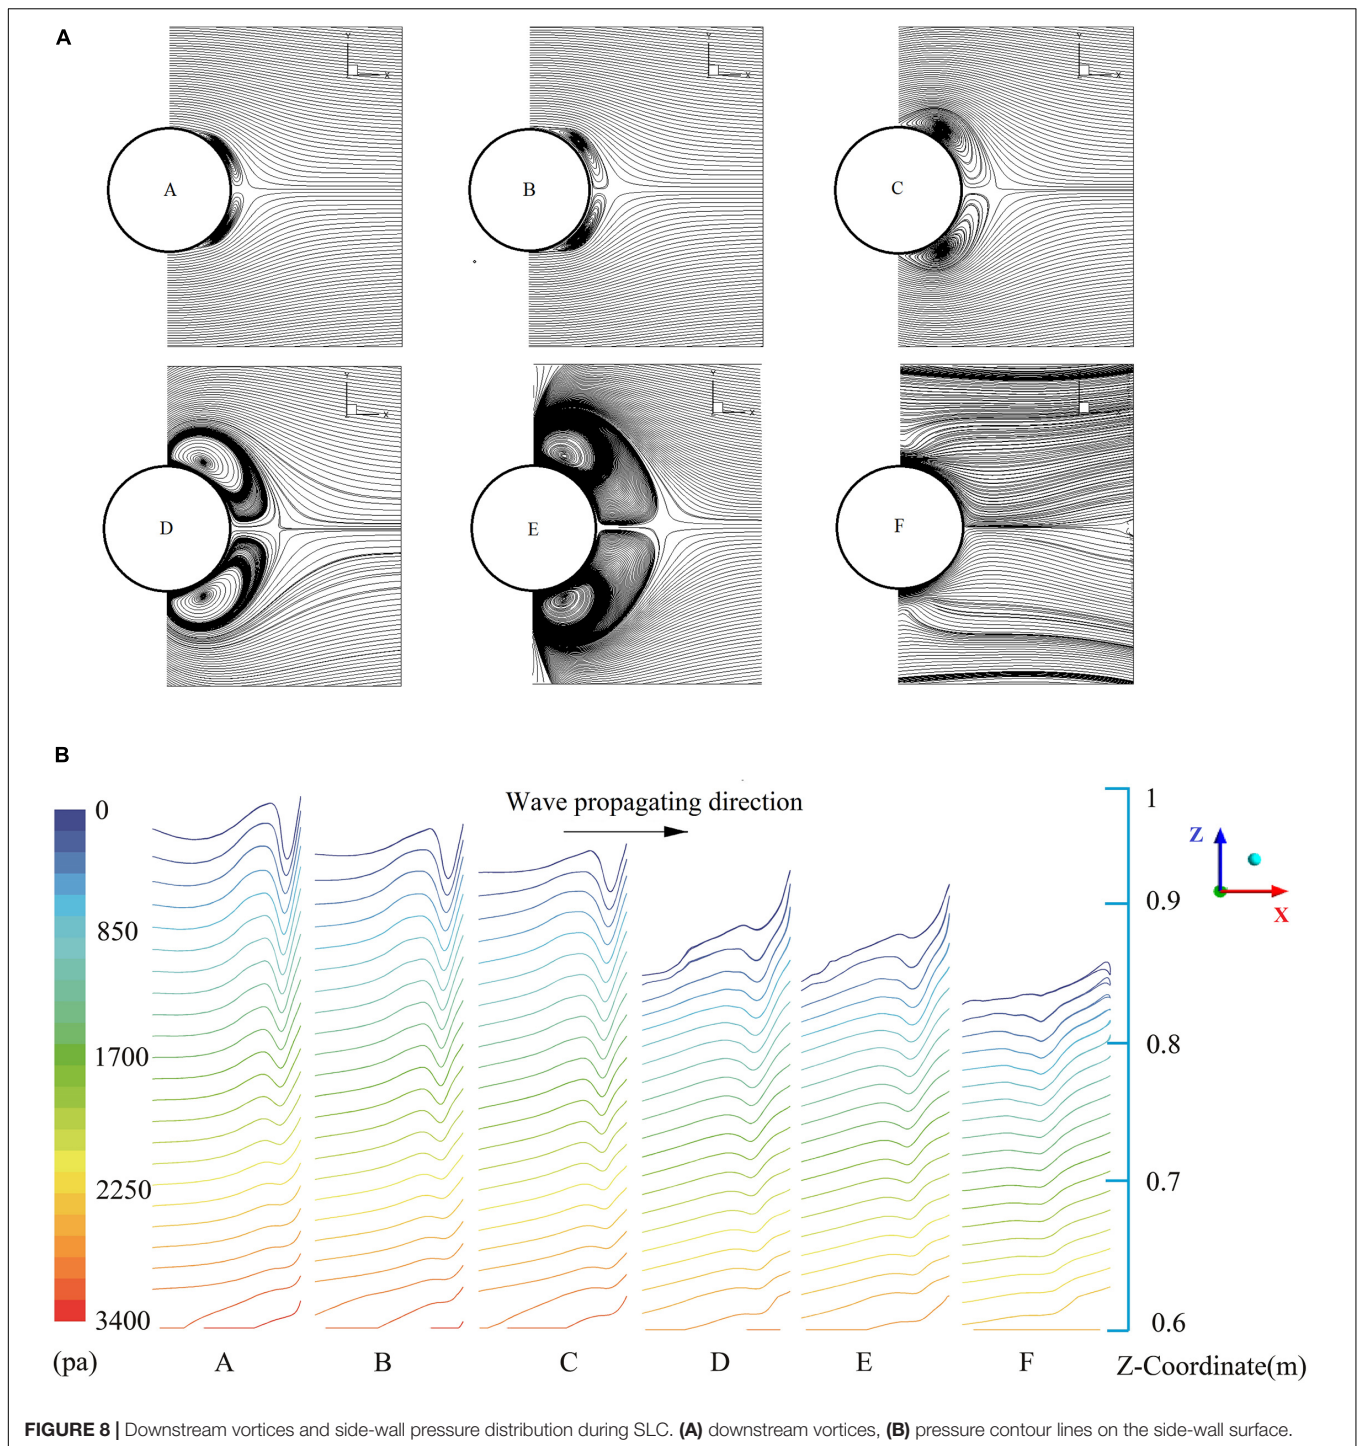 A
Y
X
Y
X
Y
X
A
B
C
Y
X
Y
X
D
E
F
B
Wave propagating direction
0
850
1700
2250
3400
(pa)
1
0.9
0.8
0.7
0.6
Z
X
A
B
C
D
E
F
Z-Coordinate(m)
FIGURE 8 | Downstream vortices and side-wall pressure distribution during SLC. (A) downstream vortices, (B) pressure contour lines on the side-wall surface.